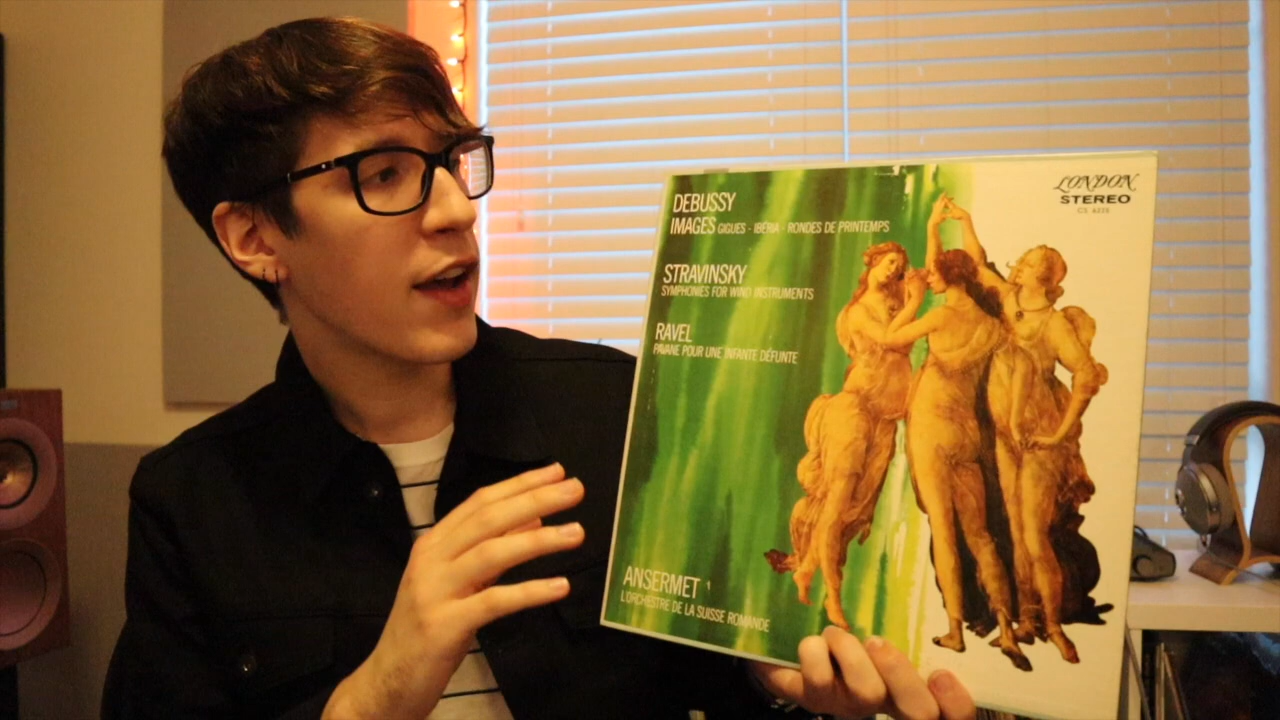 DEBUSSY
IMAGES GIGUES - IBÉRIA - RONDES DE PRINTEMPS
STRAVINSKY
SYMPHONIES FOR WIND INSTRUMENTS
RAVEL
PAVANE POUR UNE INFANTE DÉFUNTE
ANSERMET
L'ORCHESTRE DE LA SUISSE ROMANDE
LONDON
STEREO
CS 6225